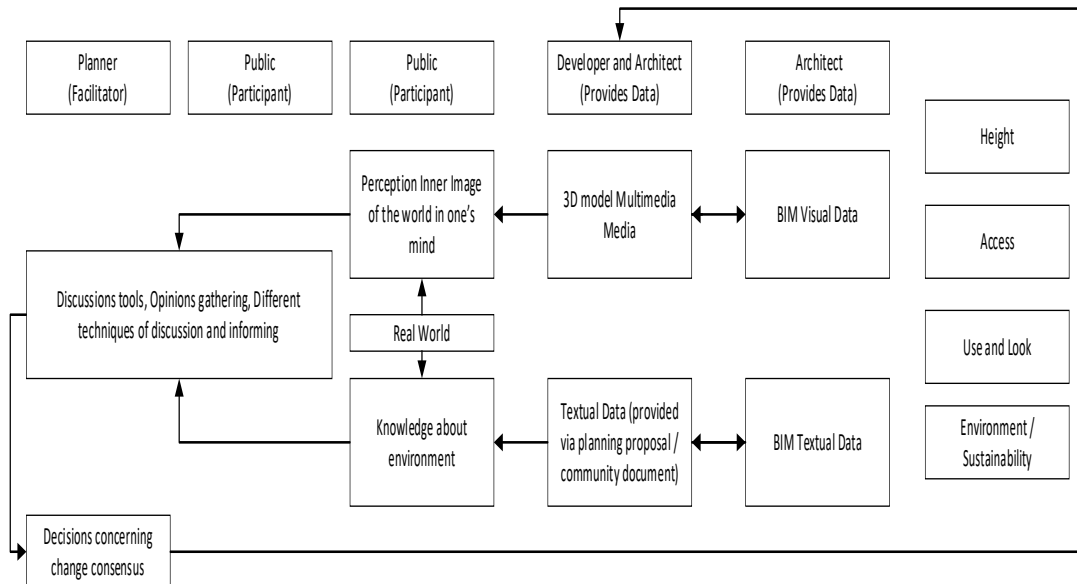 Planner
(Facilitator)
Public
(Participant)
Public
(Participant)
Developer and Architect
(Provides Data)
Architect
(Provides Data)
Height
Perception Inner Image
of the world in one's
mind
3D model Multimedia
Media
BIM Visual Data
Access
Discussions tools, Opinions gathering, Different
techniques of discussion and informing
Real World
Use and Look
Knowledge about
environment
Textual Data (provided
via planning proposal /
community document)
BIM Textual Data
Environment /
Sustainability
Decisions concerning
change consensus